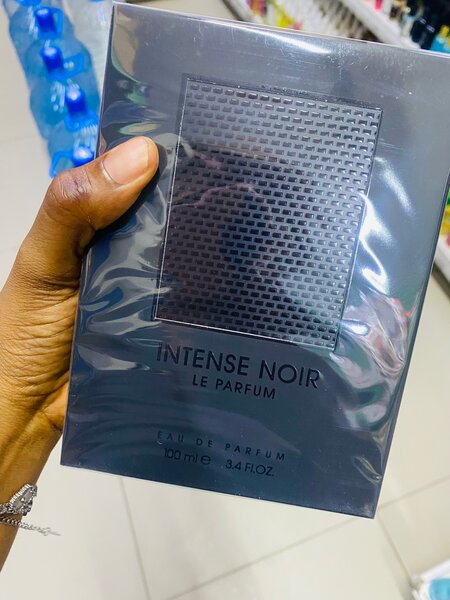 INTENSE NOIR
LE PARFUM
EAU DE PARFUM
100 ml ℮ 3.4 FL.OZ.